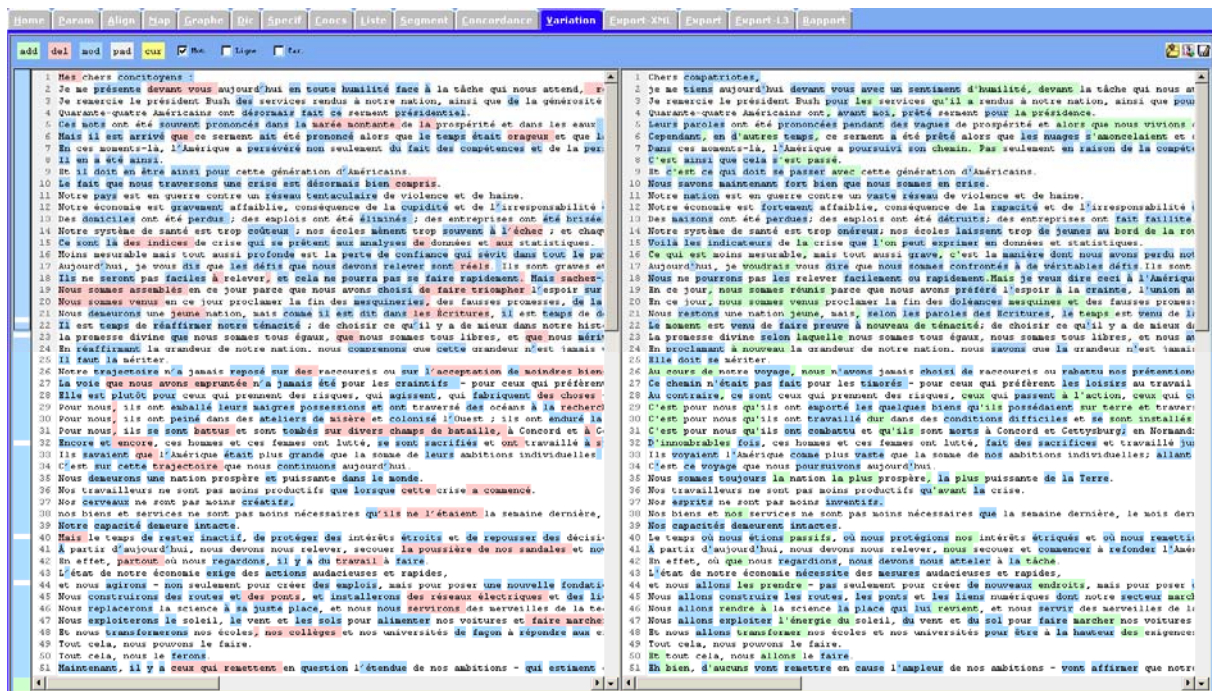 Home Param Align Map Graphe Dic Specif Coocs Liste Segment Concordance Variation Export-XML Export Export-L3 Rapport
add del mod pad cur Mot Ligne Par.
1 Mes chers concitoyens :
2 Je me présente devant vous aujourd'hui en toute humilité face à la tâche qui nous attend,
3 Je remercie le président Bush des services rendus à notre nation, ainsi que de la générosité
4 Quarante-quatre Américains ont désormais fait ce serment présidentiel.
5 Ces mots ont été souvent prononcés dans la marée montante de la prospérité et dans les eaux
6 Mais il est arrivé que ce serment ait été prononcé alors que le temps était orageux et que
7 En ces moments-là, l'Amérique a persévéré non seulement du fait des compétences et de la
8 Il en a été ainsi.
9 Et il doit en être ainsi pour cette génération d'Américains.
10 Le fait que nous traversons une crise est désormais bien compris.
11 Notre pays est en guerre contre un réseau tentaculaire de violence et de haine.
12 Notre économie est gravement affaiblie, conséquence de la cupidité et de l'irresponsabilité
13 Des domiciles ont été perdus ; des emplois ont été éliminés ; des entreprises ont été
14 Notre système de santé est trop coûteux ; nos écoles mènent trop souvent à l'échec ; et
15 Ce sont là des indices de crise qui se prêtent aux analyses de données et aux statistiques.
16 Moins mesurable mais tout aussi profonde est la perte de confiance qui sévit dans tout le
17 Aujourd'hui, je vous dis que les défis que nous devons relever sont réels. Ils sont graves et
18 Ils ne seront pas faciles à relever, et cela ne pourra pas se faire rapidement. Mais
19 Nous sommes assemblés en ce jour parce que nous avons choisi de faire triompher l'espoir sur
20 Nous sommes venus en ce jour proclamer la fin des mesquineries, des fausses promesses, de
21 Nous demeurons une jeune nation, mais comme il est dit dans les Écritures, il est temps de
22 Il est temps de réaffirmer notre ténacité ; de choisir ce qu'il y a de mieux dans notre
23 la promesse divine que nous sommes tous égaux, que nous sommes tous libres, et que nous
24 En réaffirmant la grandeur de notre nation, nous comprenons que cette grandeur n'est jamais
25 Il faut la mériter.
26 Notre trajectoire n'a jamais reposé sur des raccourcis ou sur l'acceptation de moindres
27 La voie que nous avons empruntée n'a jamais été pour les craintifs - pour ceux qui
28 Elle est plutôt pour ceux qui prennent des risques, qui agissent, qui fabriquent des choses
29 Pour nous, ils ont emballé leurs maigres possessions et ont traversé des océans à la
30 Pour nous, ils ont peiné dans des ateliers de misère et colonisé l'Ouest ; ils ont enduré
31 Pour nous, ils se sont battus et sont tombés sur divers champs de bataille, à Concord et
32 Encore et encore, ces hommes et ces femmes ont lutté, se sont sacrifiés et ont travaillé à
33 Ils savaient que l'Amérique était plus grande que la somme de leurs ambitions individuelles
34 C'est sur cette trajectoire que nous continuons aujourd'hui.
35 Nous demeurons une nation prospère et puissante dans le monde.
36 Nos travailleurs ne sont pas moins productifs que lorsque cette crise a commencé.
37 Nos cerveaux ne sont pas moins créatifs,
38 nos biens et services ne sont pas moins nécessaires qu'ils ne l'étaient la semaine dernière,
39 Notre capacité demeure intacte.
40 Mais le temps de rester inactif, de protéger des intérêts étroits et de repousser des
41 À partir d'aujourd'hui, nous devons nous relever, secouer la poussière de nos sandales et
42 En effet, partout où nous regardons, il y a du travail à faire.
43 L'état de notre économie exige des actions audacieuses et rapides,
44 et nous agirons - non seulement pour créer des emplois, mais pour poser une nouvelle
45 Nous construirons des routes et des ponts, et installerons des réseaux électriques et des
46 Nous replacerons la science à sa juste place, et nous nous servirons des merveilles de la
47 Nous exploiterons le soleil, le vent et les sols pour alimenter nos voitures et faire
48 Et nous transformerons nos écoles, nos collèges et nos universités de façon à répondre aux
49 Tout cela, nous pouvons le faire.
50 Tout cela, nous le ferons.
51 Maintenant, il y a ceux qui remettent en question l'étendue de nos ambitions - qui estiment
1 Chers compatriotes,
2 je me tiens aujourd'hui devant vous avec un sentiment d'humilité, devant la tâche qui nous
3 Je remercie le président Bush pour les services qu'il a rendus à notre nation, ainsi que
4 Quarante-quatre Américains ont, avant moi, prêté serment pour la présidence.
5 Leurs paroles ont été prononcées pendant des vagues de prospérité et alors que nous vivions
6 Cependant, en d'autres temps, ce serment a été prêté alors que les nuages s'amoncelaient et
7 Dans ces moments-là, l'Amérique a poursuivi son chemin. Pas seulement en raison de la
8 C'est ainsi que cela s'est passé.
9 Et c'est ce qui doit se passer avec cette génération d'Américains.
10 Nous savons maintenant fort bien que nous sommes en crise.
11 Notre nation est en guerre contre un vaste réseau de violence et de haine.
12 Notre économie est fortement affaiblie, conséquence de la rapacité et de l'irresponsabilité
13 Des maisons ont été perdues; des emplois ont été détruits; des entreprises ont fait faillite
14 Notre système de santé est trop onéreux; nos écoles laissent trop de jeunes au bord de la
15 Voilà les indicateurs de la crise que l'on peut exprimer en données et statistiques.
16 Ce qui est moins mesurable, mais tout aussi grave, c'est la manière dont nous avons perdu
17 Aujourd'hui, je voudrais vous dire que nous sommes confrontés à de véritables défis. Ils sont
18 Nous ne pourrons pas les relever facilement ou rapidement. Mais je veux dire ceci
19 En ce jour, nous sommes réunis parce que nous avons préféré l'espoir à la crainte, l'union
20 En ce jour, nous sommes venus proclamer la fin des doléances mesquines et des fausses
21 Nous restons une nation jeune, mais, selon les paroles des Ecritures, le temps est venu de
22 Le moment est venu de faire preuve à nouveau de ténacité; de choisir ce qu'il y a de mieux
23 la promesse divine selon laquelle nous sommes tous égaux, nous sommes tous libres, et nous
24 En proclamant à nouveau la grandeur de notre nation, nous savons que la grandeur n'est
25 Elle doit se mériter.
26 Au cours de notre voyage, nous n'avons jamais choisi de raccourcis ou rabattu nos
27 Ce chemin n'était pas fait pour les timorés - pour ceux qui préfèrent les loisirs au travail
28 Au contraire, ce sont ceux qui prennent des risques, ceux qui passent à l'action, ceux qui
29 C'est pour nous qu'ils ont emporté les quelques biens qu'ils possédaient sur terre et
30 C'est pour nous qu'ils ont travaillé dur dans des conditions difficiles et se sont installés
31 C'est pour nous qu'ils ont combattu et qu'ils sont morts à Concord et Gettysburg; en
32 D'innombrables fois, ces hommes et ces femmes ont lutté, fait des sacrifices et travaillé
33 Ils voyaient l'Amérique comme plus vaste que la somme de nos ambitions individuelles; allant
34 C'est ce voyage que nous poursuivons aujourd'hui.
35 Nous sommes toujours la nation la plus prospère, la plus puissante de la Terre.
36 Nos travailleurs ne sont pas moins productifs qu'avant la crise.
37 Nos esprits ne sont pas moins inventifs.
38 Nos biens et nos services ne sont pas moins nécessaires que la semaine dernière, le mois
39 Nos capacités demeurent intactes.
40 Le temps où nous étions passifs, où nous protégions nos intérêts étriqués et où nous
41 A partir d'aujourd'hui, nous devons nous relever, nous secouer et commencer à refonder
42 En effet, où que nous regardions, nous devons nous atteler à la tâche.
43 L'état de notre économie nécessite des mesures audacieuses et rapides,
44 et nous allons les prendre - pas seulement pour créer de nouveaux endroits, mais pour poser
45 Nous allons construire les routes, les ponts et les liens numériques dont notre secteur
46 Nous allons rendre à la science la place qui lui revient, et nous servir des merveilles de
47 Nous allons exploiter l'énergie du soleil, du vent et du sol pour faire marcher nos voitures
48 Et nous allons transformer nos écoles et nos universités pour être à la hauteur des
49 Tout cela, nous pouvons le faire.
50 Et tout cela, nous allons le faire.
51 Eh bien, d'aucuns vont remettre en cause l'ampleur de nos ambitions - vont affirmer que